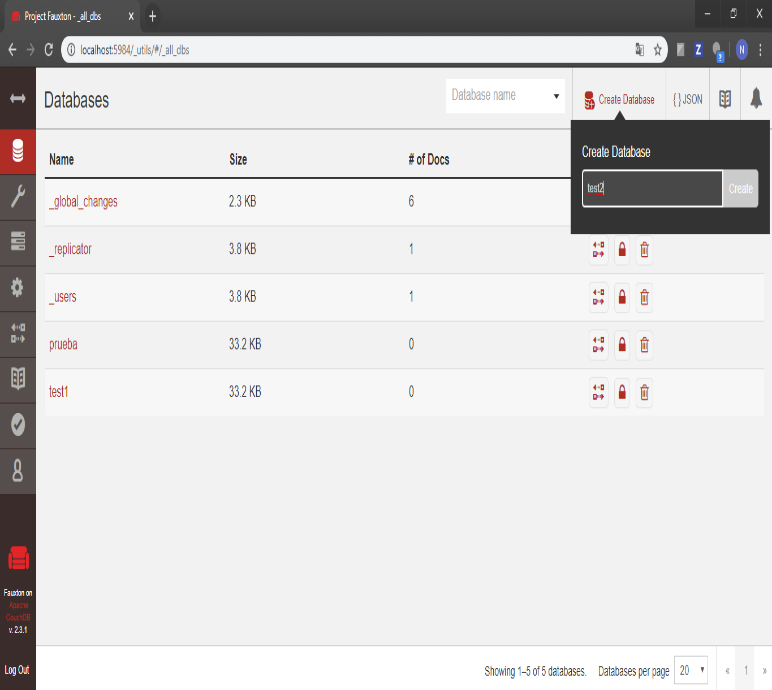 Project Fauxton - _all_dbs
localhost:5984/_utils/#/_all_dbs
Z
?
N
Databases
Database name
Create Database
{ } JSON
Create Database
test2
Create
Name Size # of Docs
_global_changes 2.3 KB 6
_replicator 3.8 KB 1
_users 3.8 KB 1
prueba 33.2 KB 0
test1 33.2 KB 0
Fauxton on
Apache
CouchDB
v. 2.3.1
Log Out
Showing 1–5 of 5 databases. Databases per page 20 « 1 »